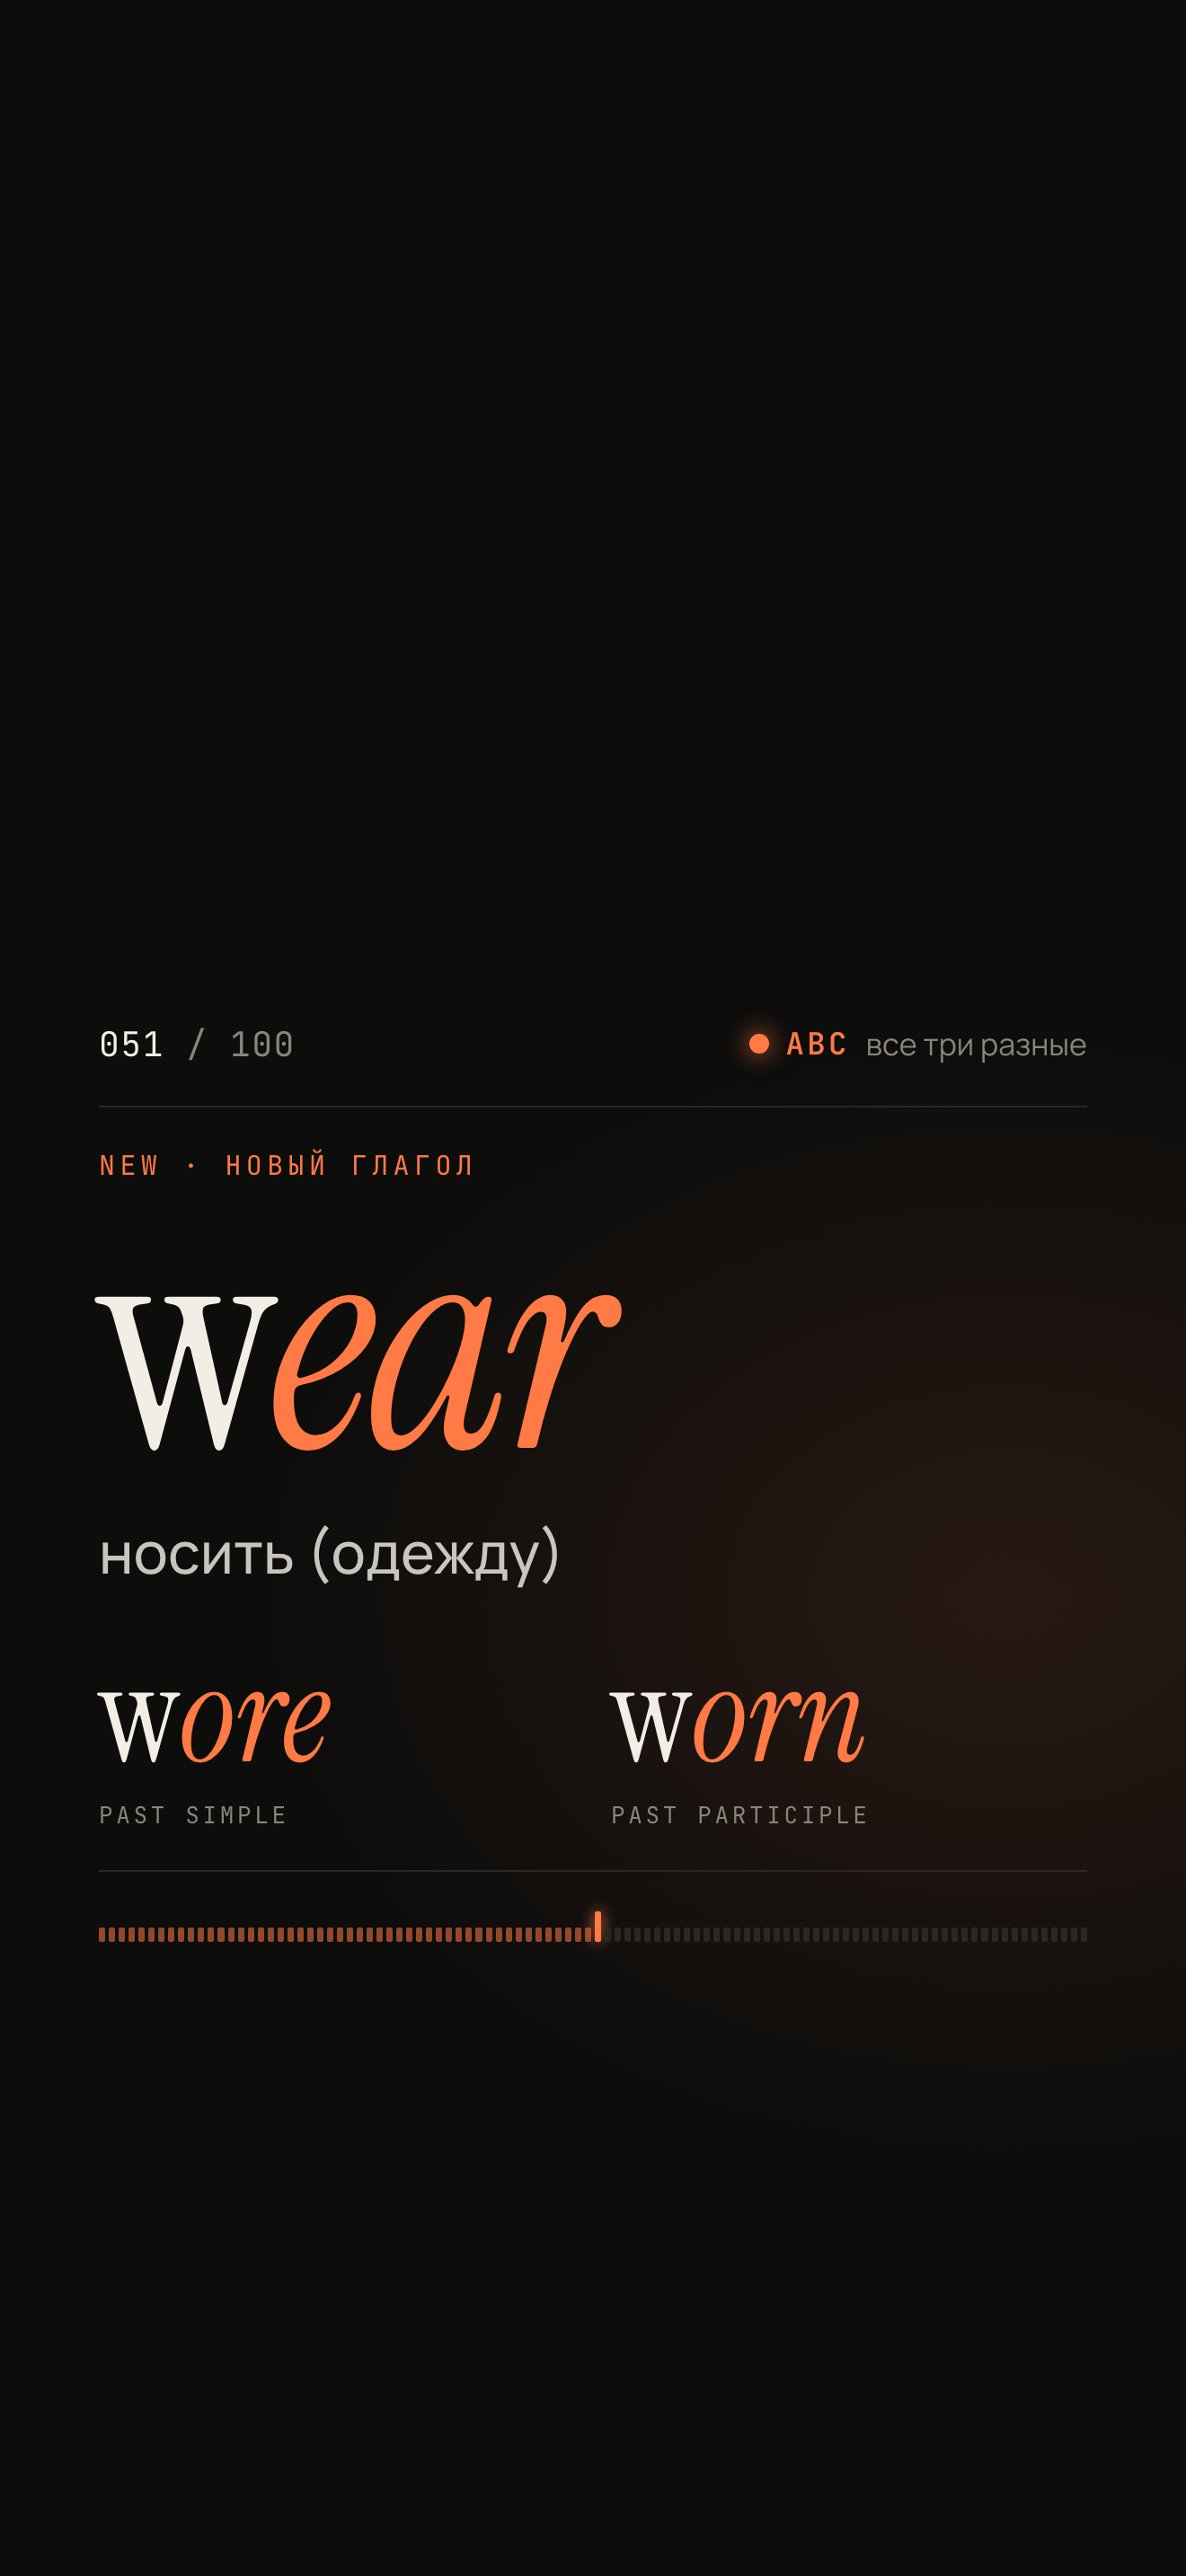 051 / 100
ABC все три разные
NEW · НОВЫЙ ГЛАГОЛ
wear
носить (одежду)
wore
worn
PAST SIMPLE
PAST PARTICIPLE